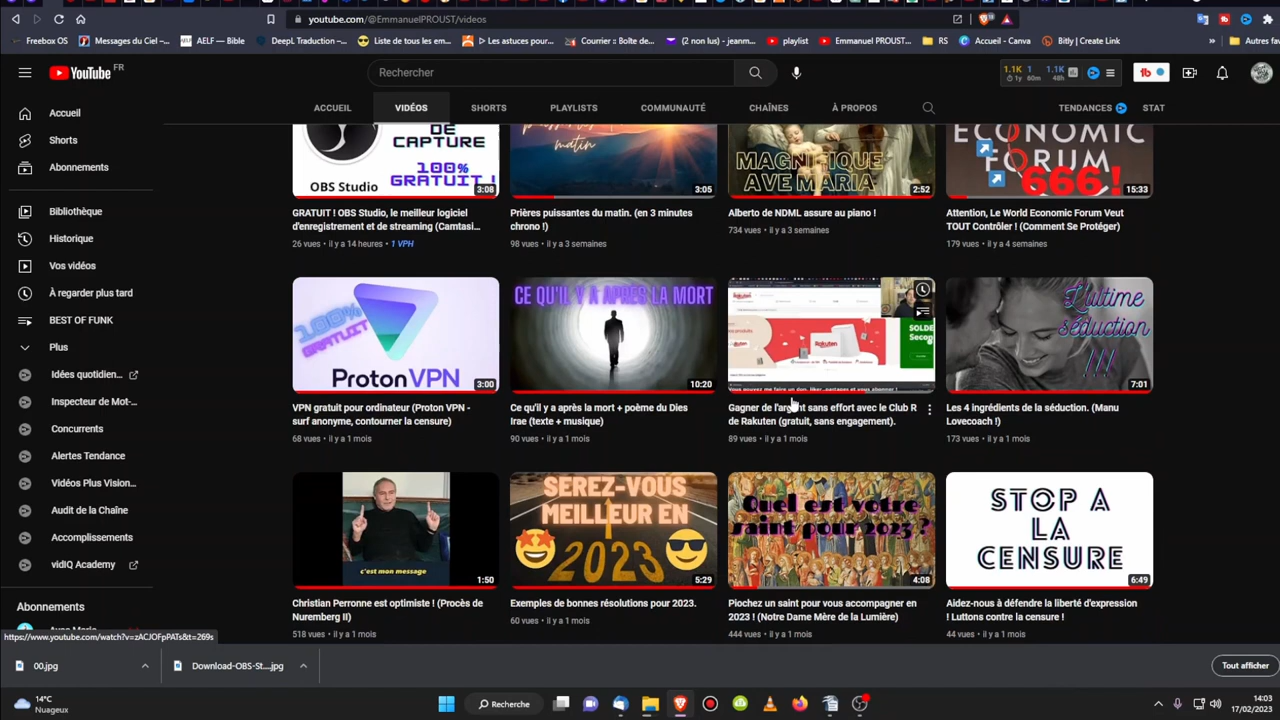 youtube.com/@EmmanuelPROUST/videos
Firebox OS
Messages du Ciel –...
AELF — Bible
DeepL Traduction –...
Liste de tous les em...
▷ Les astuces pour...
Courrier :: Boîte de...
(2 non lus) - jeanm...
playlist
Emmanuel PROUST...
RS
Accueil - Canva
Bitly | Create Link
»
Autres fav
YouTube FR
Rechercher
1.1K 1 1.1K
1y 60m 48h
ACCUEIL
VIDÉOS
SHORTS
PLAYLISTS
COMMUNAUTÉ
CHAÎNES
À PROPOS
TENDANCES
STAT
Accueil
Shorts
Abonnements
Bibliothèque
Historique
Vos vidéos
À regarder plus tard
Plus
Concurrents
Alertes Tendance
Vidéos Plus Vision...
Audit de la Chaîne
Accomplissements
vidIQ Academy
Abonnements
DE
CAPTURE
100%
GRATUIT !
OBS Studio
3:08
matin
3:05
MAGNIFIQUE
AVE MARIA
2:52
ECONOMIC
FORUM
666 !
15:33
GRATUIT ! OBS Studio, le meilleur logiciel
d'enregistrement et de streaming (Camtasi...
26 vues • il y a 14 heures • 1 VPH
Prières puissantes du matin. (en 3 minutes
chrono !)
98 vues • il y a 3 semaines
Alberto de NDML assure au piano !
734 vues • il y a 3 semaines
Attention, Le World Economic Forum Veut
TOUT Contrôler ! (Comment Se Protéger)
179 vues • il y a 4 semaines
100%
GRATUIT
ProtonVPN
3:00
CE QU'IL Y A APRÈS LA MORT
10:20
Rakuten
SOLDE
L'ultime
séduction
!!!
7:01
VPN gratuit pour ordinateur (Proton VPN -
surf anonyme, contourner la censure)
68 vues • il y a 1 mois
Ce qu'il y a après la mort + poème du Dies
Irae (texte + musique)
90 vues • il y a 1 mois
Gagner de l'argent sans effort avec le Club R
de Rakuten (gratuit, sans engagement).
89 vues • il y a 1 mois
Les 4 ingrédients de la séduction. (Manu
Lovecoach !)
173 vues • il y a 1 mois
c'est mon message
1:50
SEREZ-VOUS
MEILLEUR EN
2023
5:29
Quel est votre
saint pour 2023 ?
4:08
STOP A
LA
CENSURE
6:49
Christian Perronne est optimiste ! (Procès de
Nuremberg II)
518 vues • il y a 1 mois
Exemples de bonnes résolutions pour 2023.
60 vues • il y a 1 mois
Piochez un saint pour vous accompagner en
2023 ! (Notre Dame Mère de la Lumière)
444 vues • il y a 1 mois
Aidez-nous à défendre la liberté d'expression
! Luttons contre la censure !
44 vues • il y a 1 mois
https://www.youtube.com/watch?v=zACJOFpPATs&t=269s
00.jpg
Download-OBS-St....jpg
Tout afficher
14°C
Nuageux
Recherche
14:03
17/02/2023